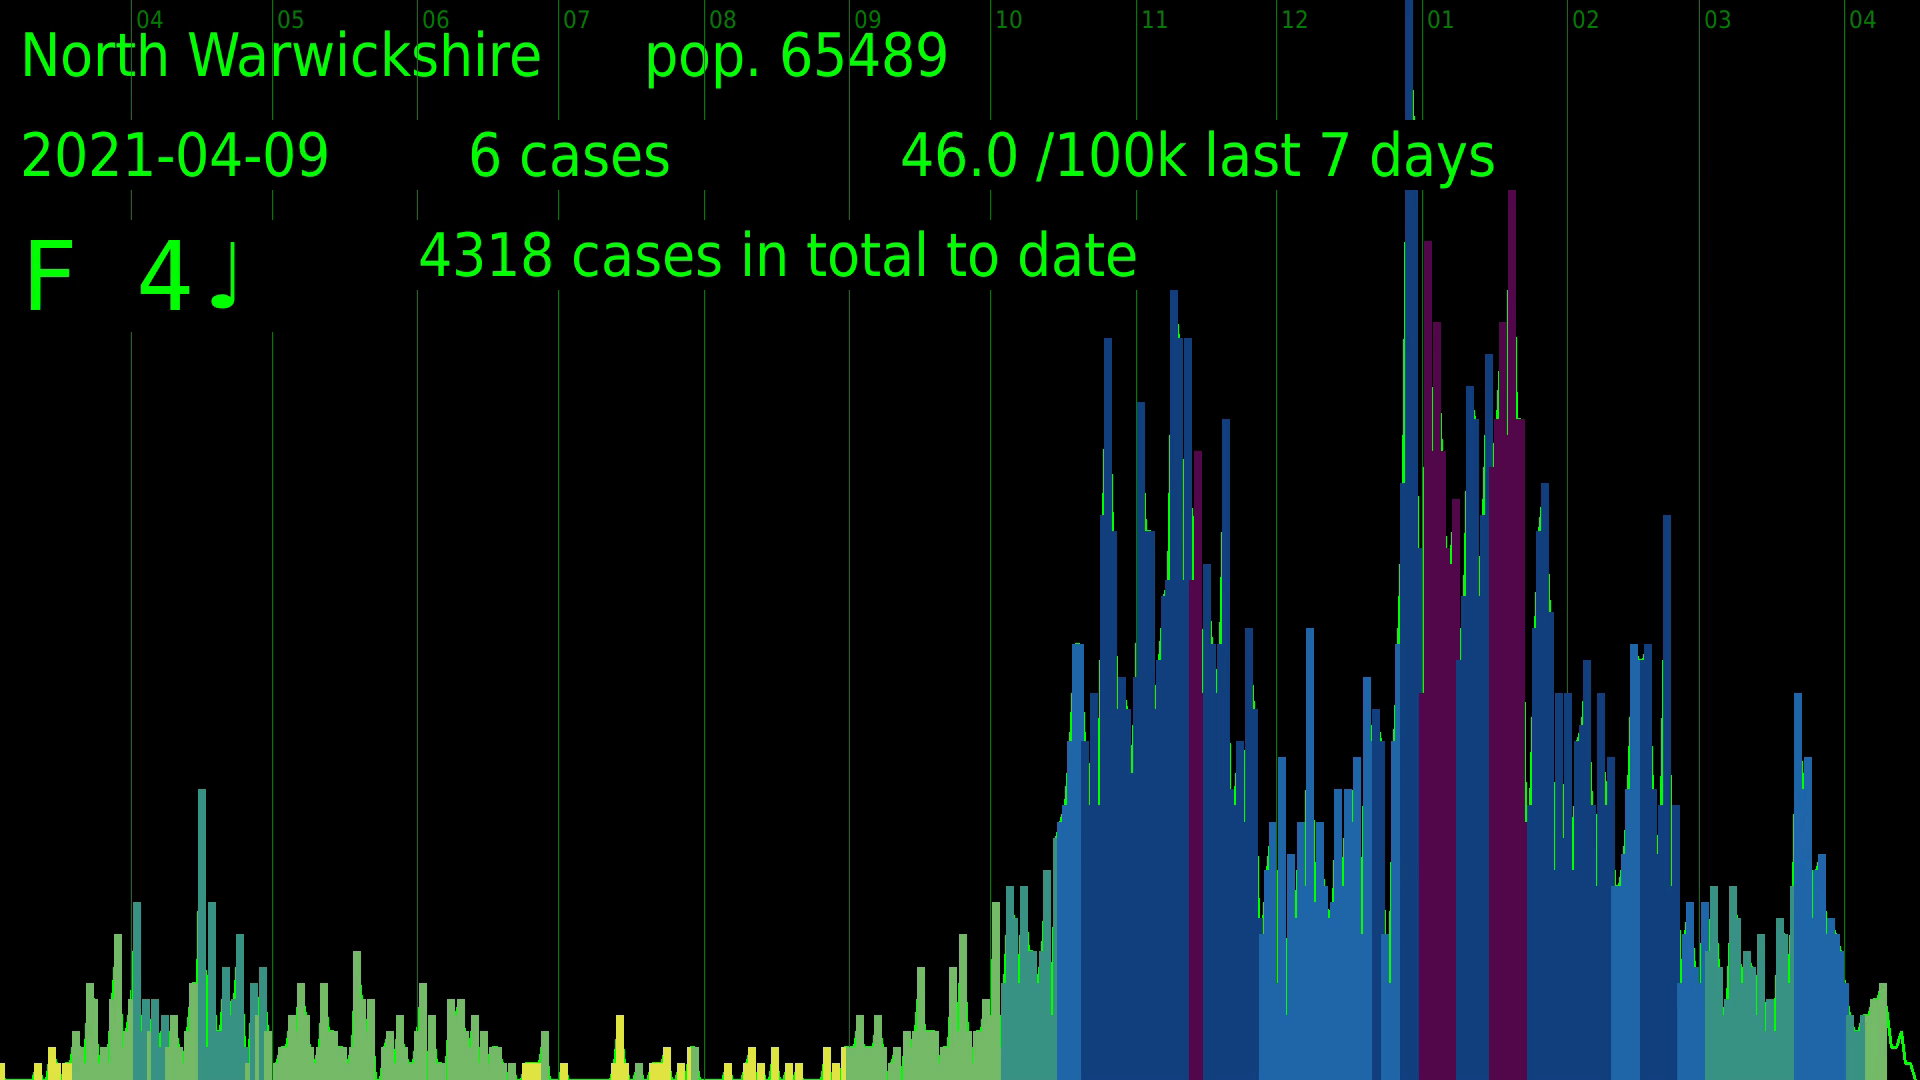 04 05 06 07 08 09 10 11 12 01 02 03 04
North Warwickshire pop. 65489
2021-04-09 6 cases 46.0 /100k last 7 days
F 4♩ 4318 cases in total to date